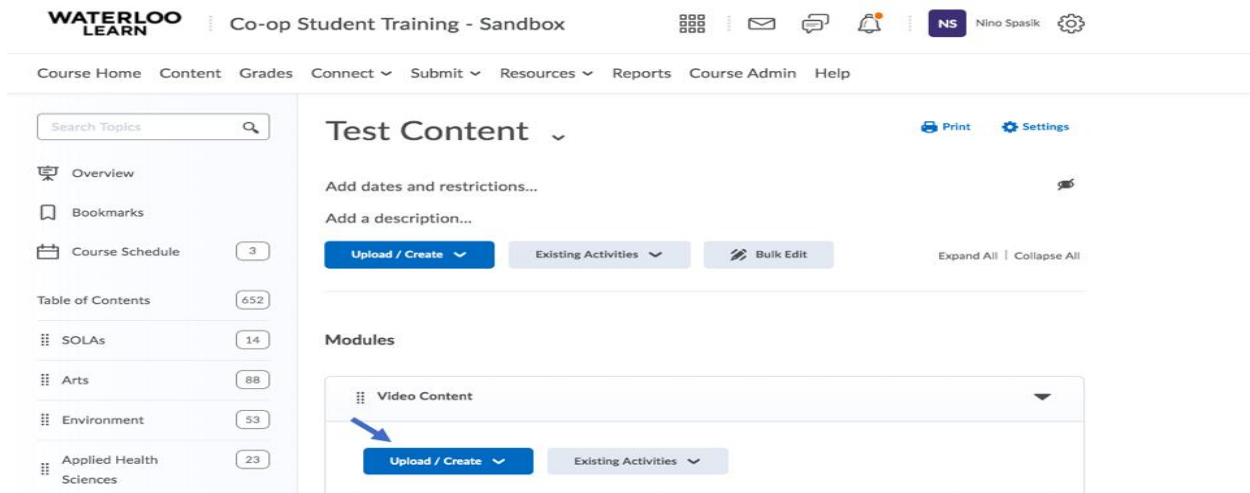 WATERLOO
LEARN
Co-op Student Training - Sandbox
NS
Nino Spasik
Course Home Content Grades Connect Submit Resources Reports Course Admin Help
Search Topics
Overview
Bookmarks
Course Schedule 3
Table of Contents 652
SOLAs 14
Arts 88
Environment 53
Applied Health
Sciences
23
Test Content
Print Settings
Add dates and restrictions...
Add a description...
Upload / Create Existing Activities Bulk Edit Expand All | Collapse All
Modules
Video Content
Upload / Create Existing Activities